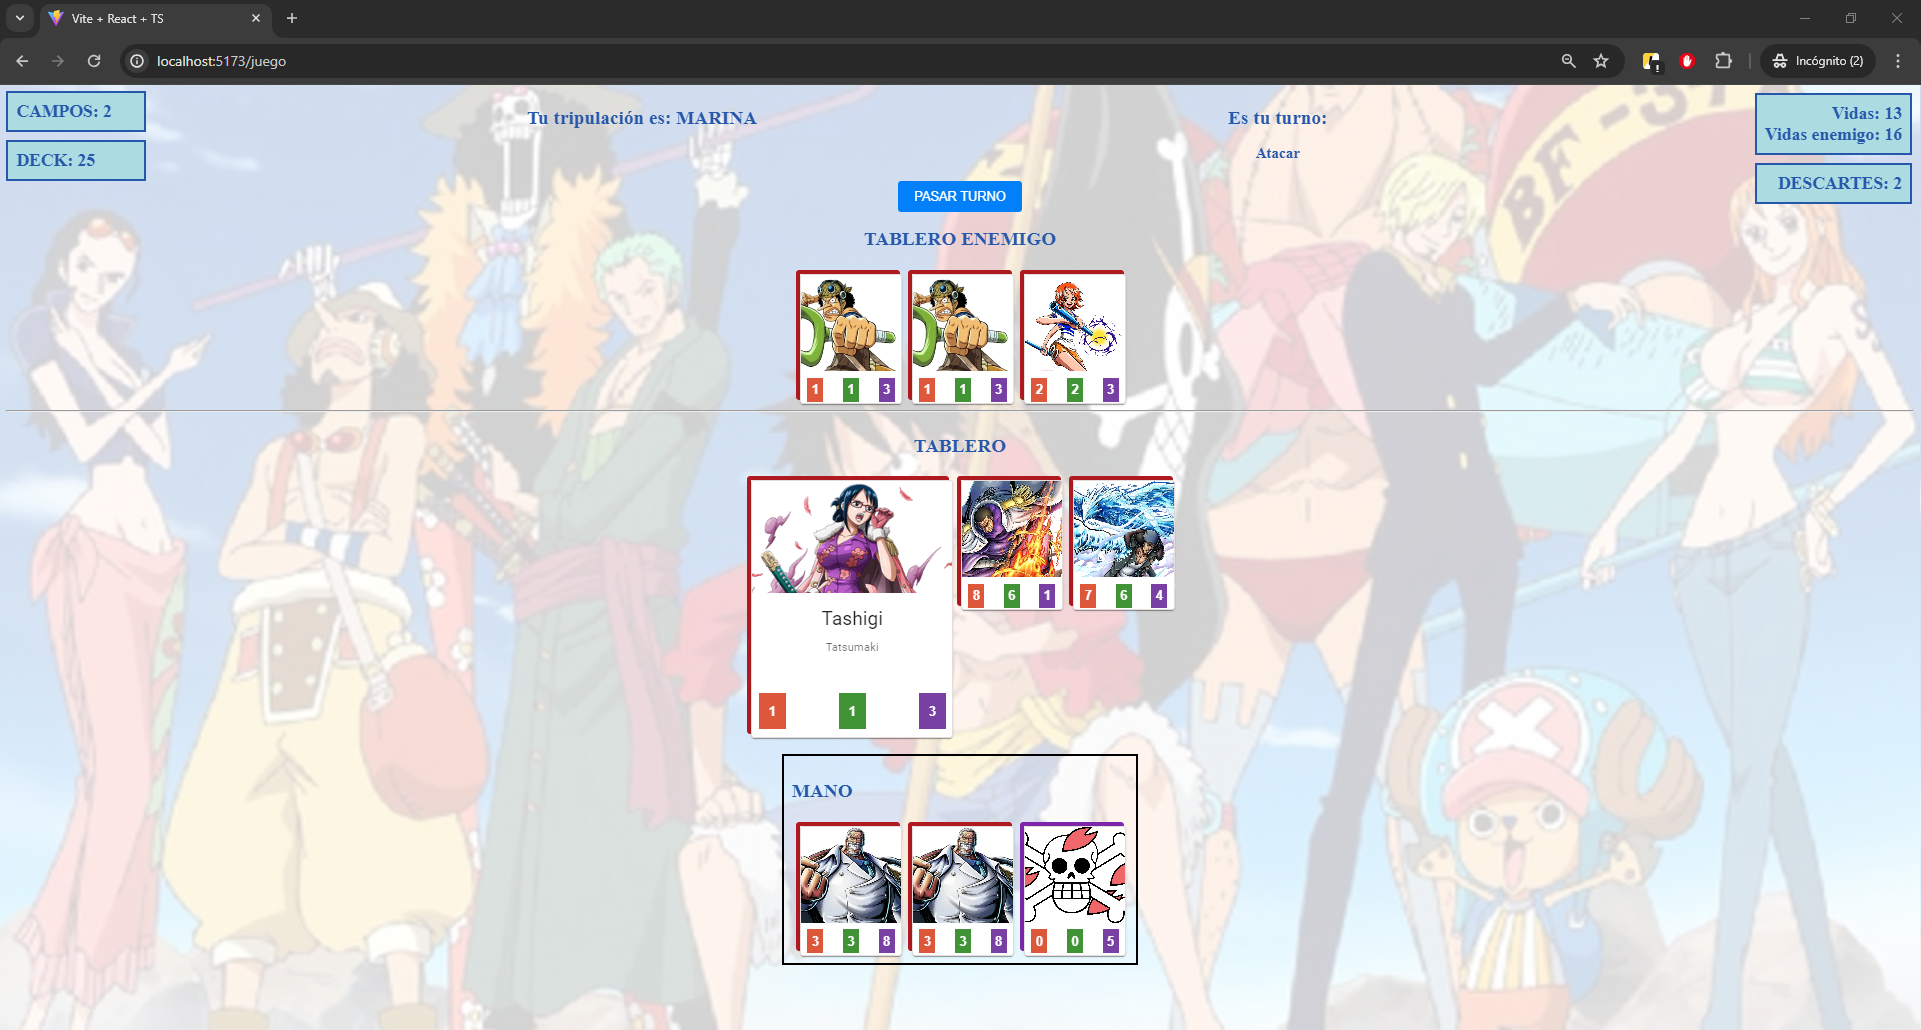 Vite + React + TS
localhost:5173/juego
Incógnito (2)
CAMPOS: 2
DECK: 25
Tu tripulación es: MARINA
Es tu turno:
Atacar
Vidas: 13
Vidas enemigo: 16
DESCARTES: 2
PASAR TURNO
TABLERO ENEMIGO
1 1 3
1 1 3
2 2 3
TABLERO
Tashigi
Tatsumaki
1 1 3
8 6 1
7 6 4
MANO
3 3 8
3 3 8
0 0 5
BF-37